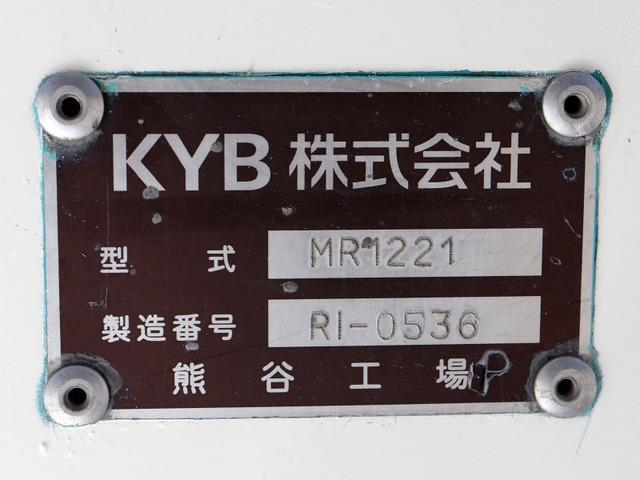 KYB 株式会社
型式 MR1221
製造番号 RI-0536
熊谷工場 P